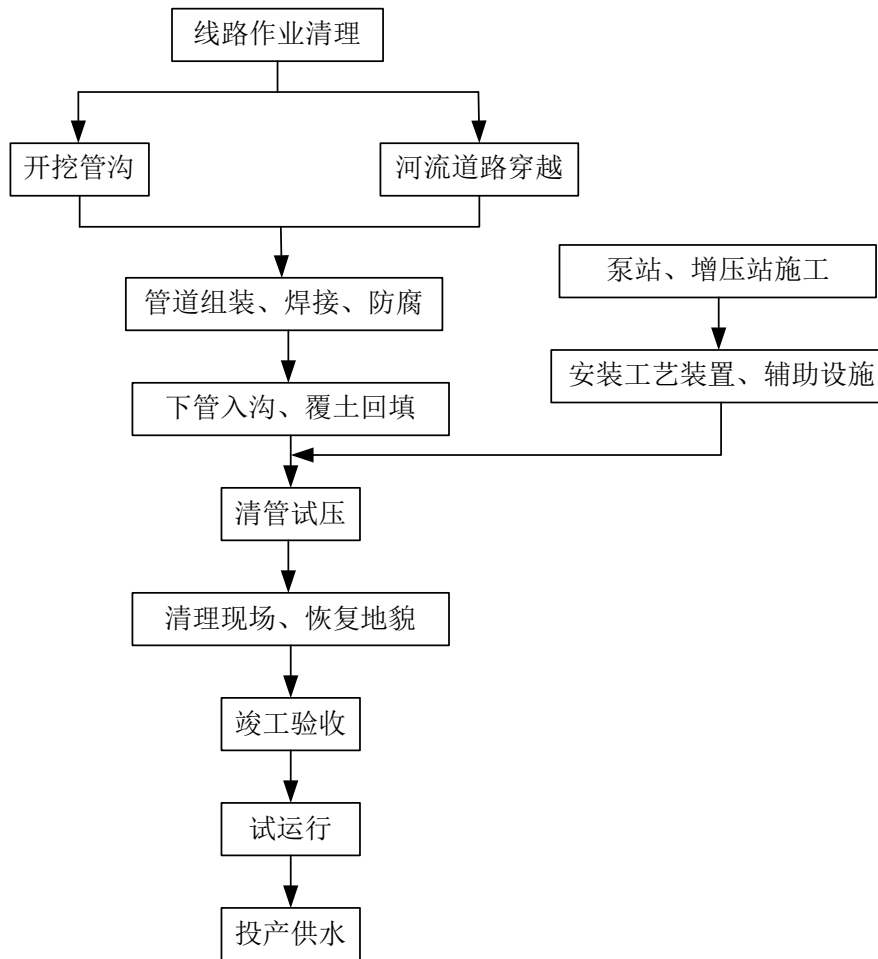 线路作业清理
开挖管沟
河流道路穿越
泵站、增压站施工
管道组装、焊接、防腐
安装工艺装置、辅助设施
下管入沟、覆土回填
清管试压
清理现场、恢复地貌
竣工验收
试运行
投产供水